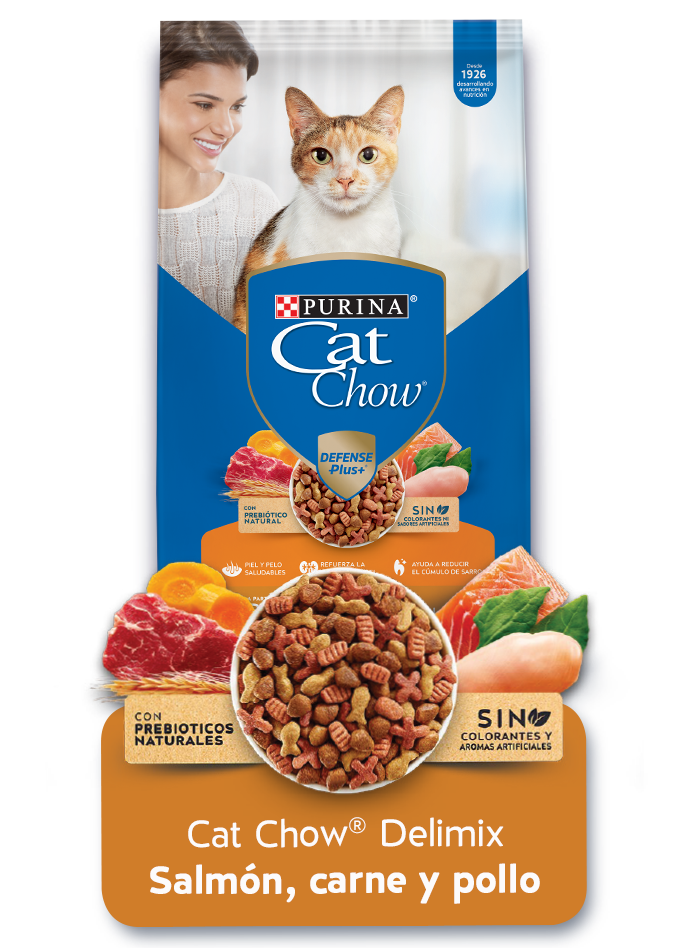 Desde
1926
desarrollando
avances en
nutrición
PURINA®
Cat
Chow®
DEFENSE
Plus+
CON
PREBIÓTICO
NATURAL
SIN
COLORANTES NI
SABORES ARTIFICIALES
PIEL Y PELO
SALUDABLES
REFUERZA LA
AYUDA A REDUCIR
EL CÚMULO DE SARRO
CON
PREBIOTICOS
NATURALES
SIN
COLORANTES Y
AROMAS ARTIFICIALES
Cat Chow® Delimix
Salmón, carne y pollo